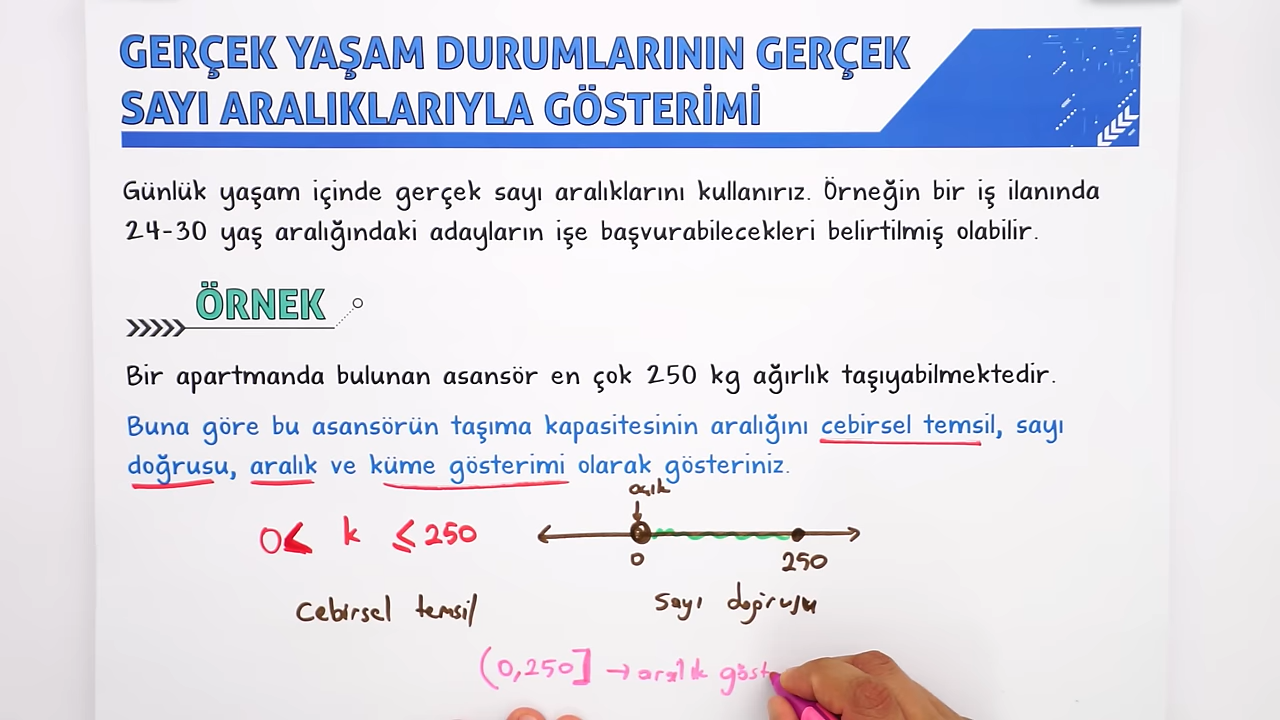 GERÇEK YAŞAM DURUMLARININ GERÇEK
SAYI ARALIKLARIYLA GÖSTERİMİ
Günlük yaşam içinde gerçek sayı aralıklarını kullanırız. Örneğin bir iş ilanında
24-30 yaş aralığındaki adayların işe başvurabilecekleri belirtilmiş olabilir.
ÖRNEK
Bir apartmanda bulunan asansör en çok 250 kg ağırlık taşıyabilmektedir.
Buna göre bu asansörün taşıma kapasitesinin aralığını cebirsel temsil, sayı
doğrusu, aralık ve küme gösterimi olarak gösteriniz.
açık
0< k ≤250
0 250
Cebirsel temsil
Sayı doğrusu
(0,250] → aralık göst